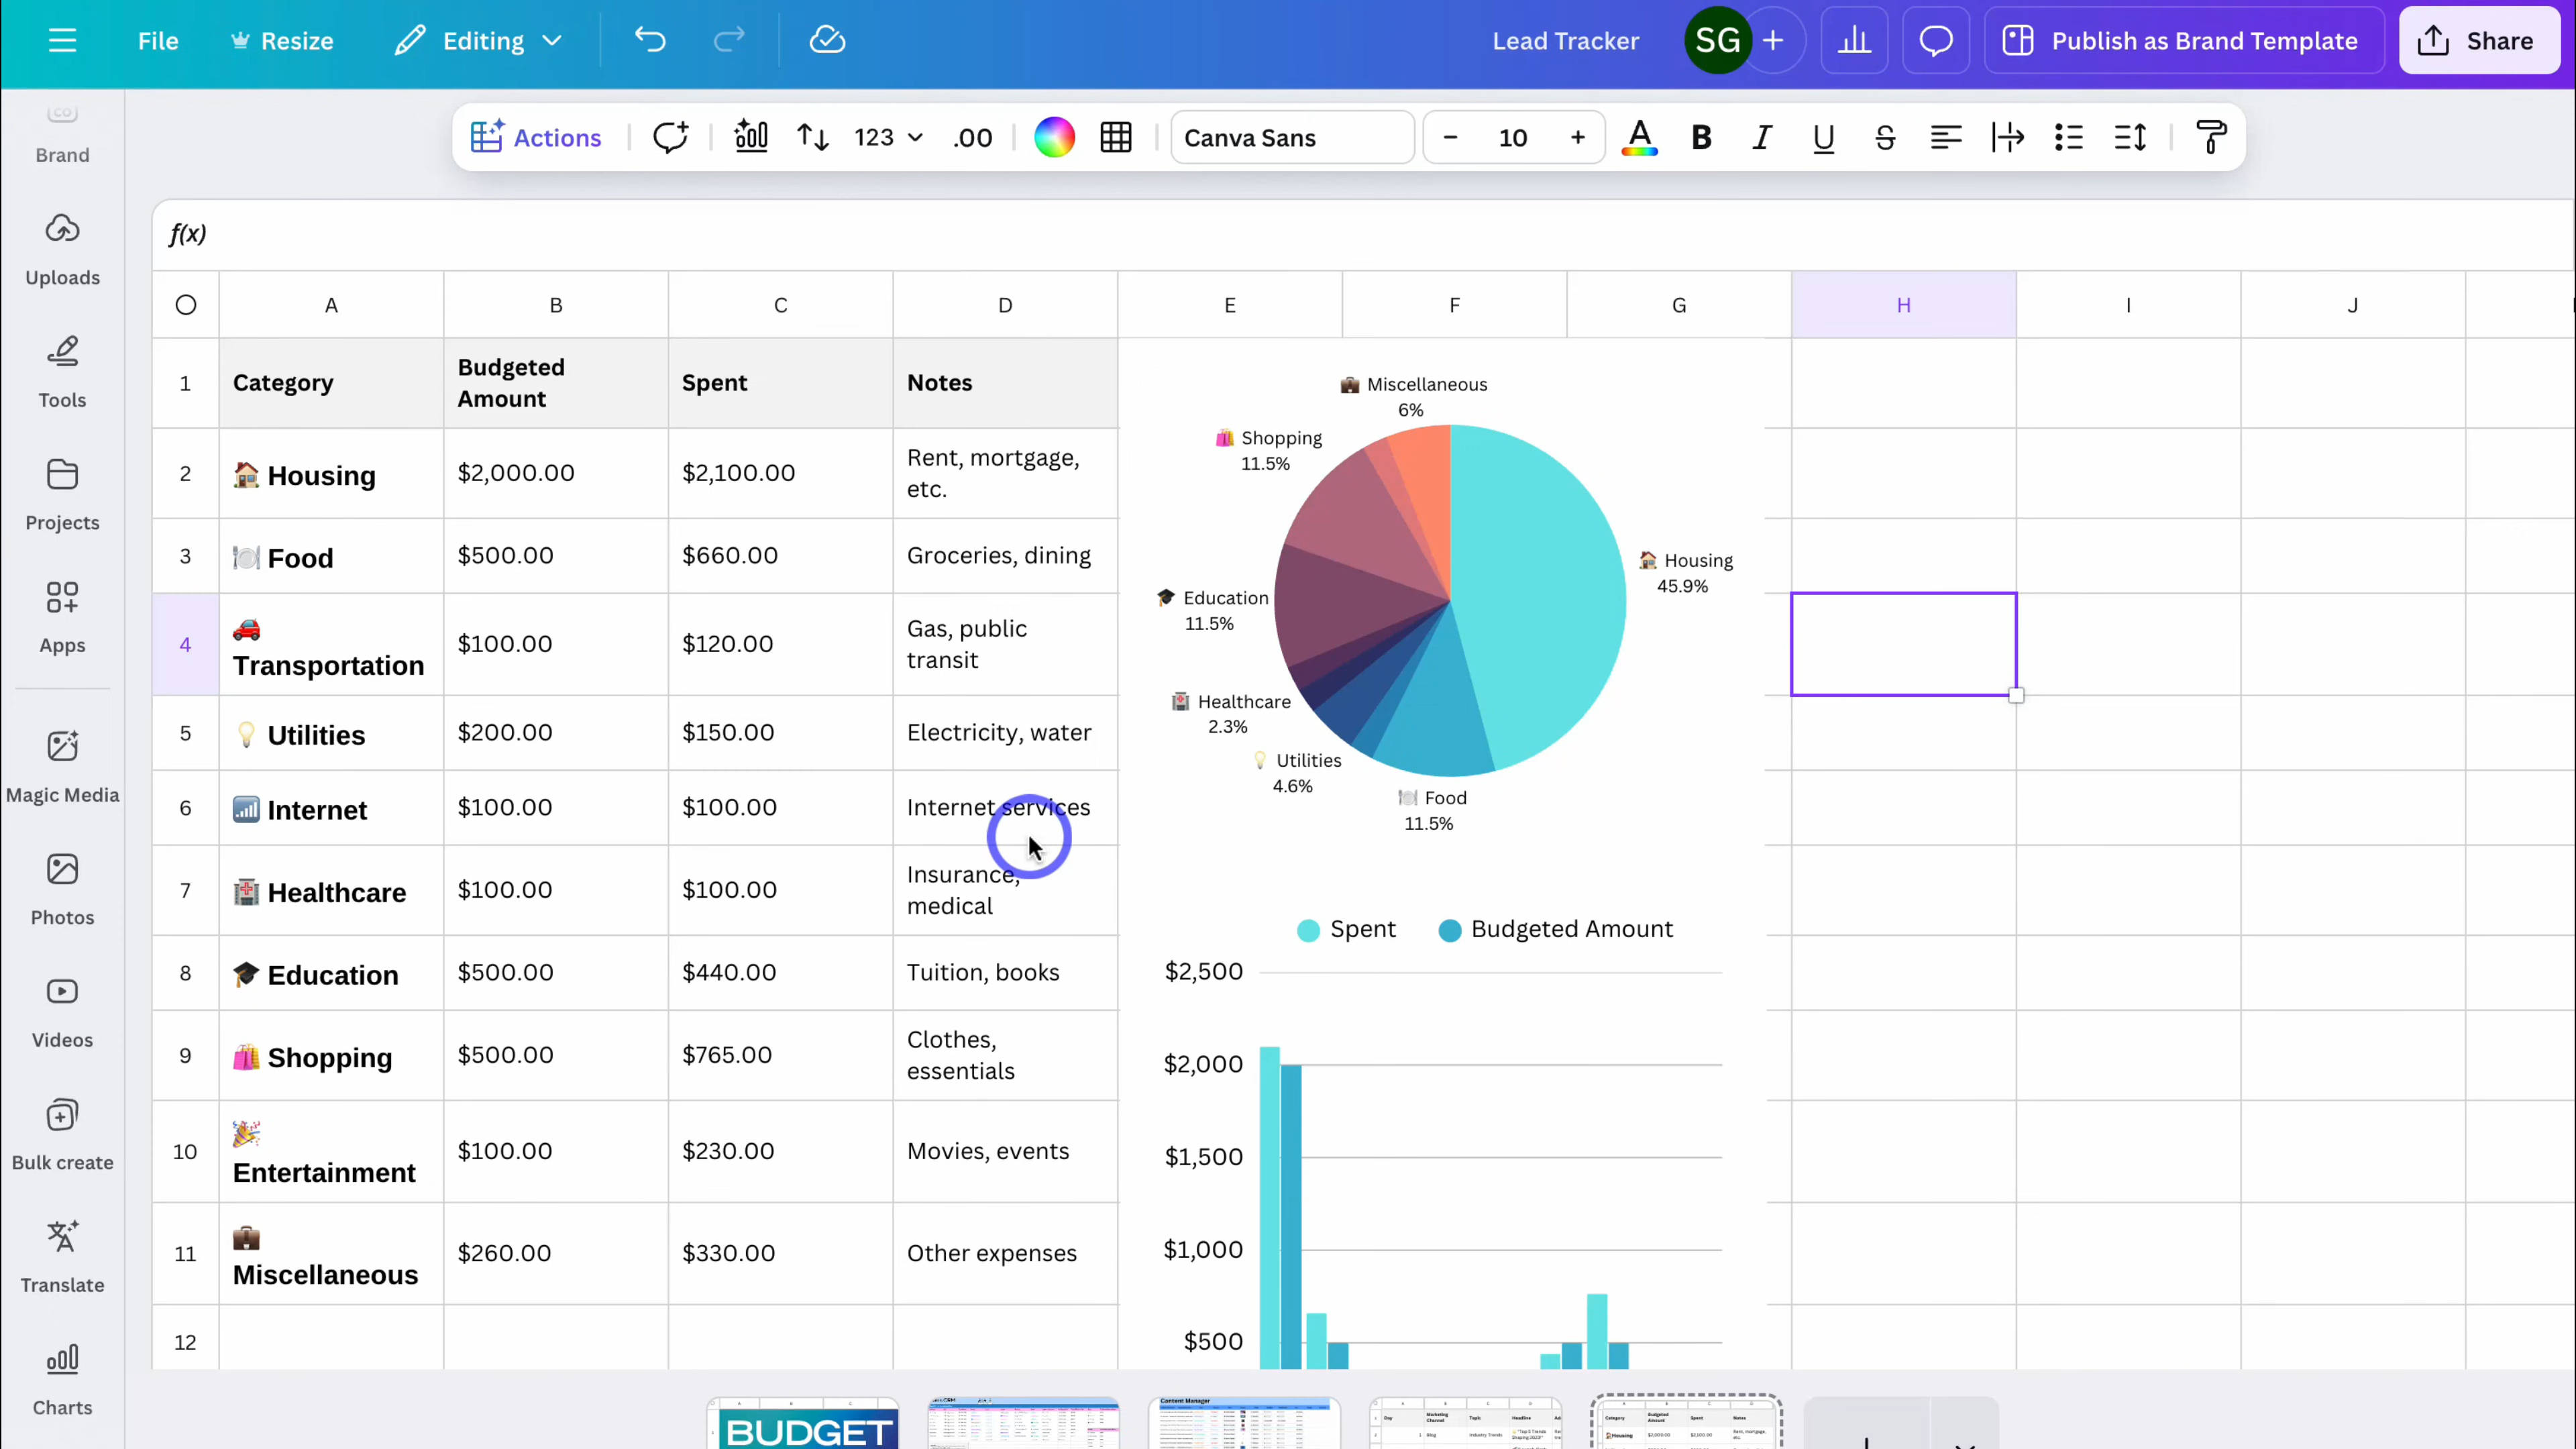 File
Resize
Editing
Lead Tracker
SG
Publish as Brand Template
Share
Brand
Uploads
Tools
Projects
Apps
Magic Media
Photos
Videos
Bulk create
Translate
Charts
Actions
123
.00
Canva Sans
- 10 +
A B I U S
f(x)
A B C D E F G H I J
1 Category Budgeted Amount Spent Notes
2 Housing $2,000.00 $2,100.00 Rent, mortgage, etc.
3 Food $500.00 $660.00 Groceries, dining
4 Transportation $100.00 $120.00 Gas, public transit
5 Utilities $200.00 $150.00 Electricity, water
6 Internet $100.00 $100.00 Internet services
7 Healthcare $100.00 $100.00 Insurance, medical
8 Education $500.00 $440.00 Tuition, books
9 Shopping $500.00 $765.00 Clothes, essentials
10 Entertainment $100.00 $230.00 Movies, events
11 Miscellaneous $260.00 $330.00 Other expenses
12
Miscellaneous
6%
Shopping
11.5%
Housing
45.9%
Education
11.5%
Healthcare
2.3%
Utilities
4.6%
Food
11.5%
Spent Budgeted Amount
$2,500
$2,000
$1,500
$1,000
$500
BUDGET
Content Manager